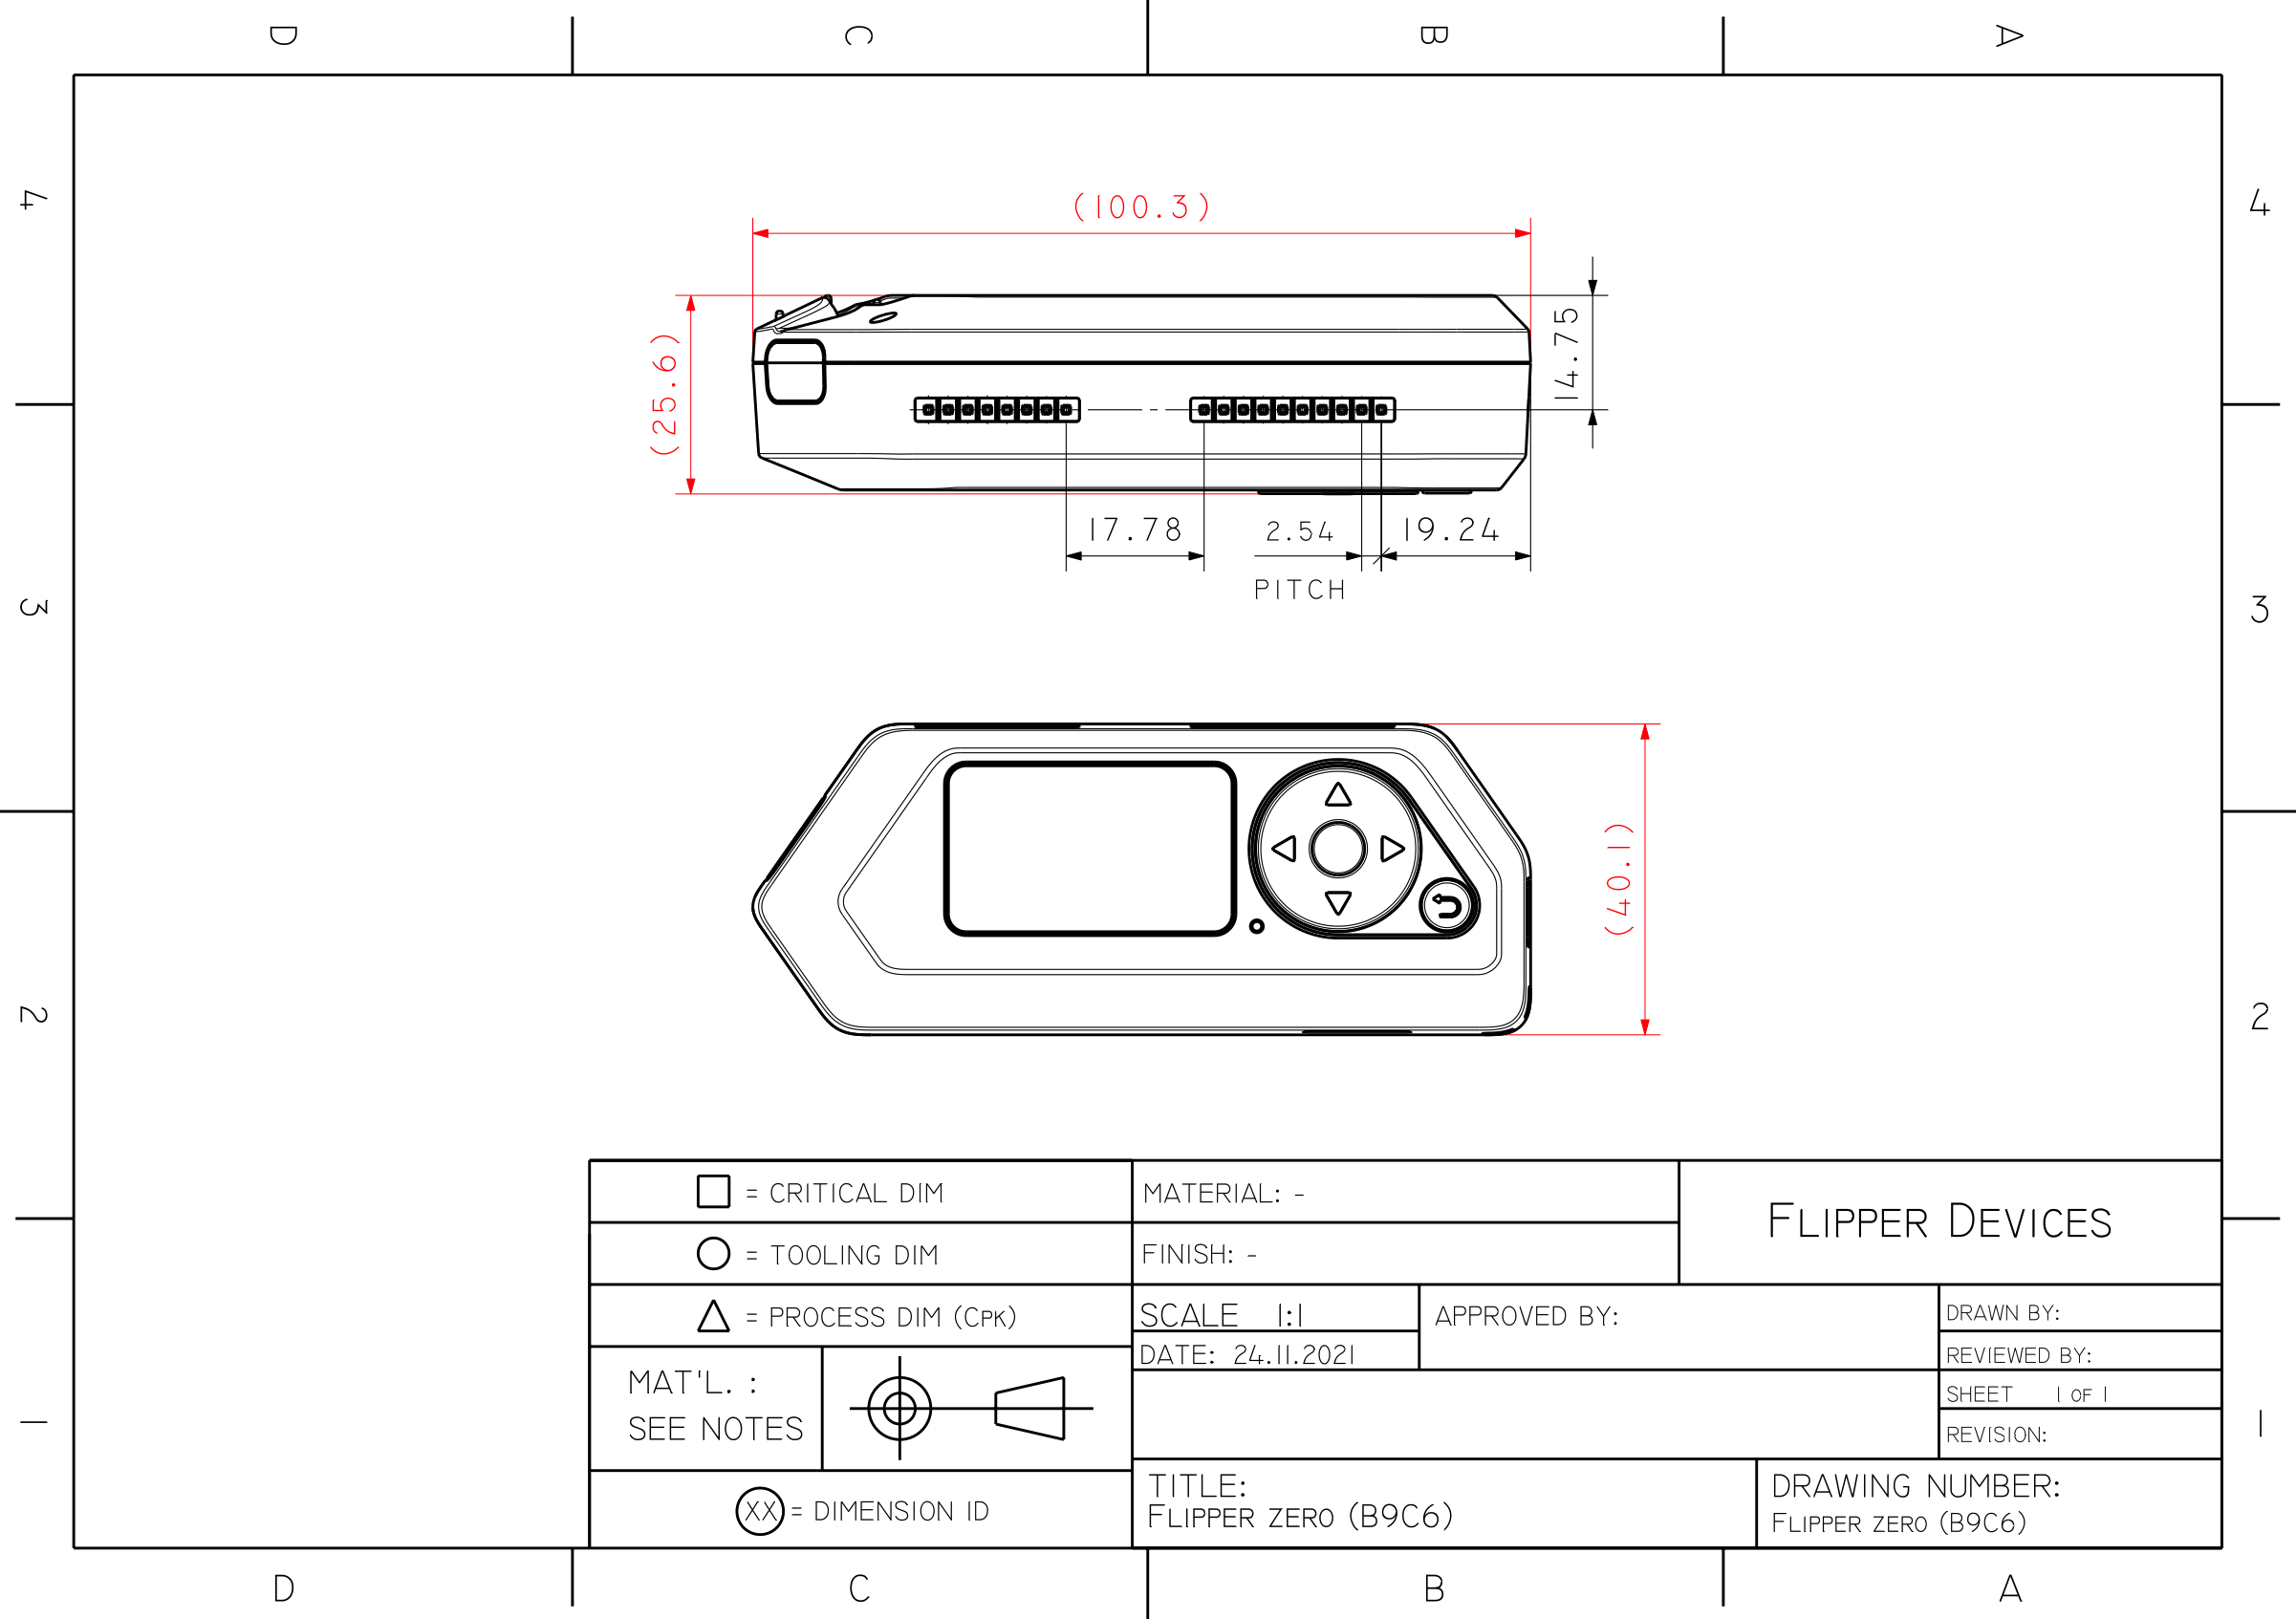 D C B A
4 4
(100.3)
14.75
(25.6)
17.78 2.54 19.24
PITCH
3 3
(40.1)
2 2
= CRITICAL DIM
MATERIAL: -
FLIPPER DEVICES
= TOOLING DIM
FINISH: -
= PROCESS DIM (CPK)
SCALE 1:1
APPROVED BY:
DRAWN BY:
DATE: 24.11.2021
REVIEWED BY:
MAT'L. :
SEE NOTES
SHEET 1 OF 1
REVISION:
1 1
XX = DIMENSION ID
TITLE:
FLIPPER ZERO (B9C6)
DRAWING NUMBER:
FLIPPER ZERO (B9C6)
D C B A